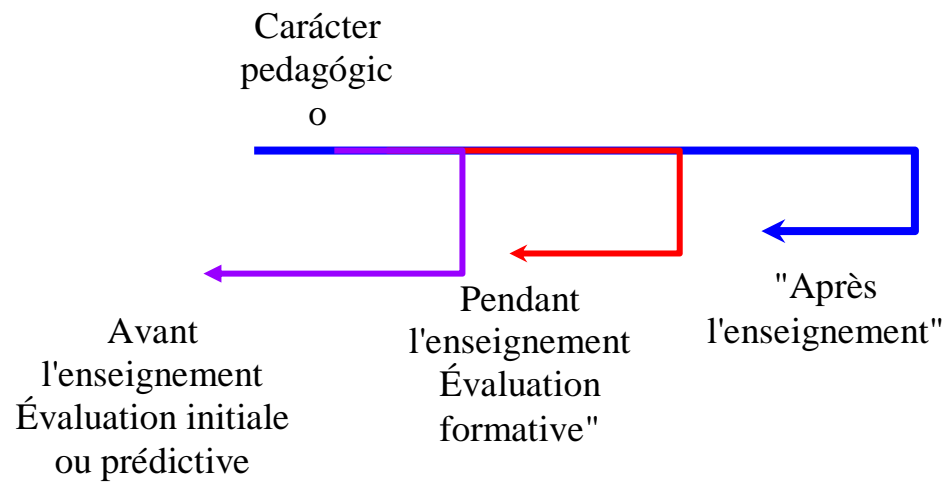 Carácter
pedagógic
o
Avant
l'enseignement
Évaluation initiale
ou prédictive
Pendant
l'enseignement
Évaluation
formative"
"Après
l'enseignement"